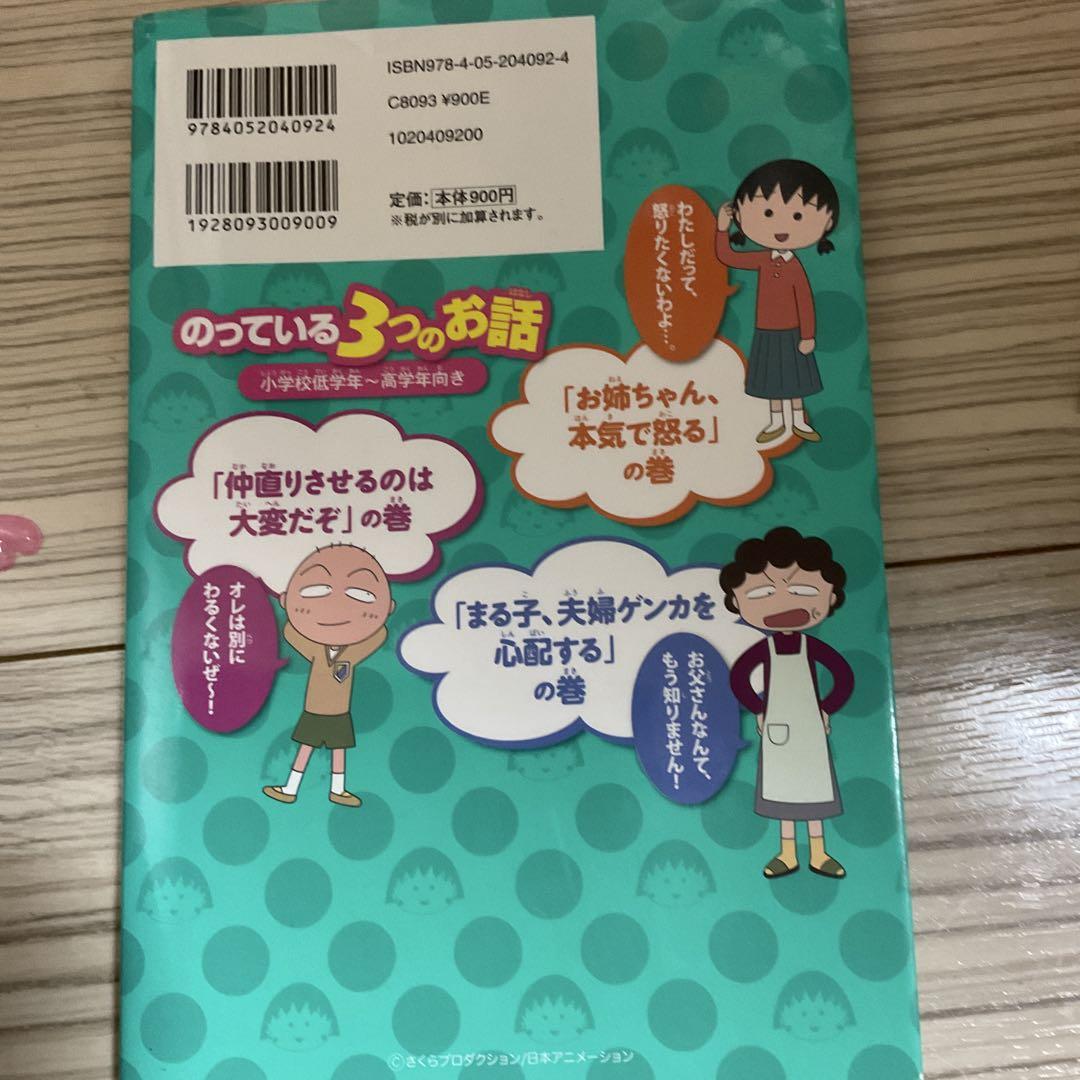 ISBN978-4-05-204092-4
9784052040924
C8093 ¥900E
1020409200
1928093009009
定価：本体900円
※税が別に加算されます。
のっている3つのお話
小学校低学年〜高学年向き
わたしだって、
怒りたくないわよ…。
「お姉ちゃん、
本気で怒る」
の巻
「仲直りさせるのは
大変だぞ」の巻
オレは別に
わるくないぜ〜！
「まる子、夫婦ゲンカを
心配する」
の巻
お父さんなんて、
もう知りません！
©さくらプロダクション/日本アニメーション